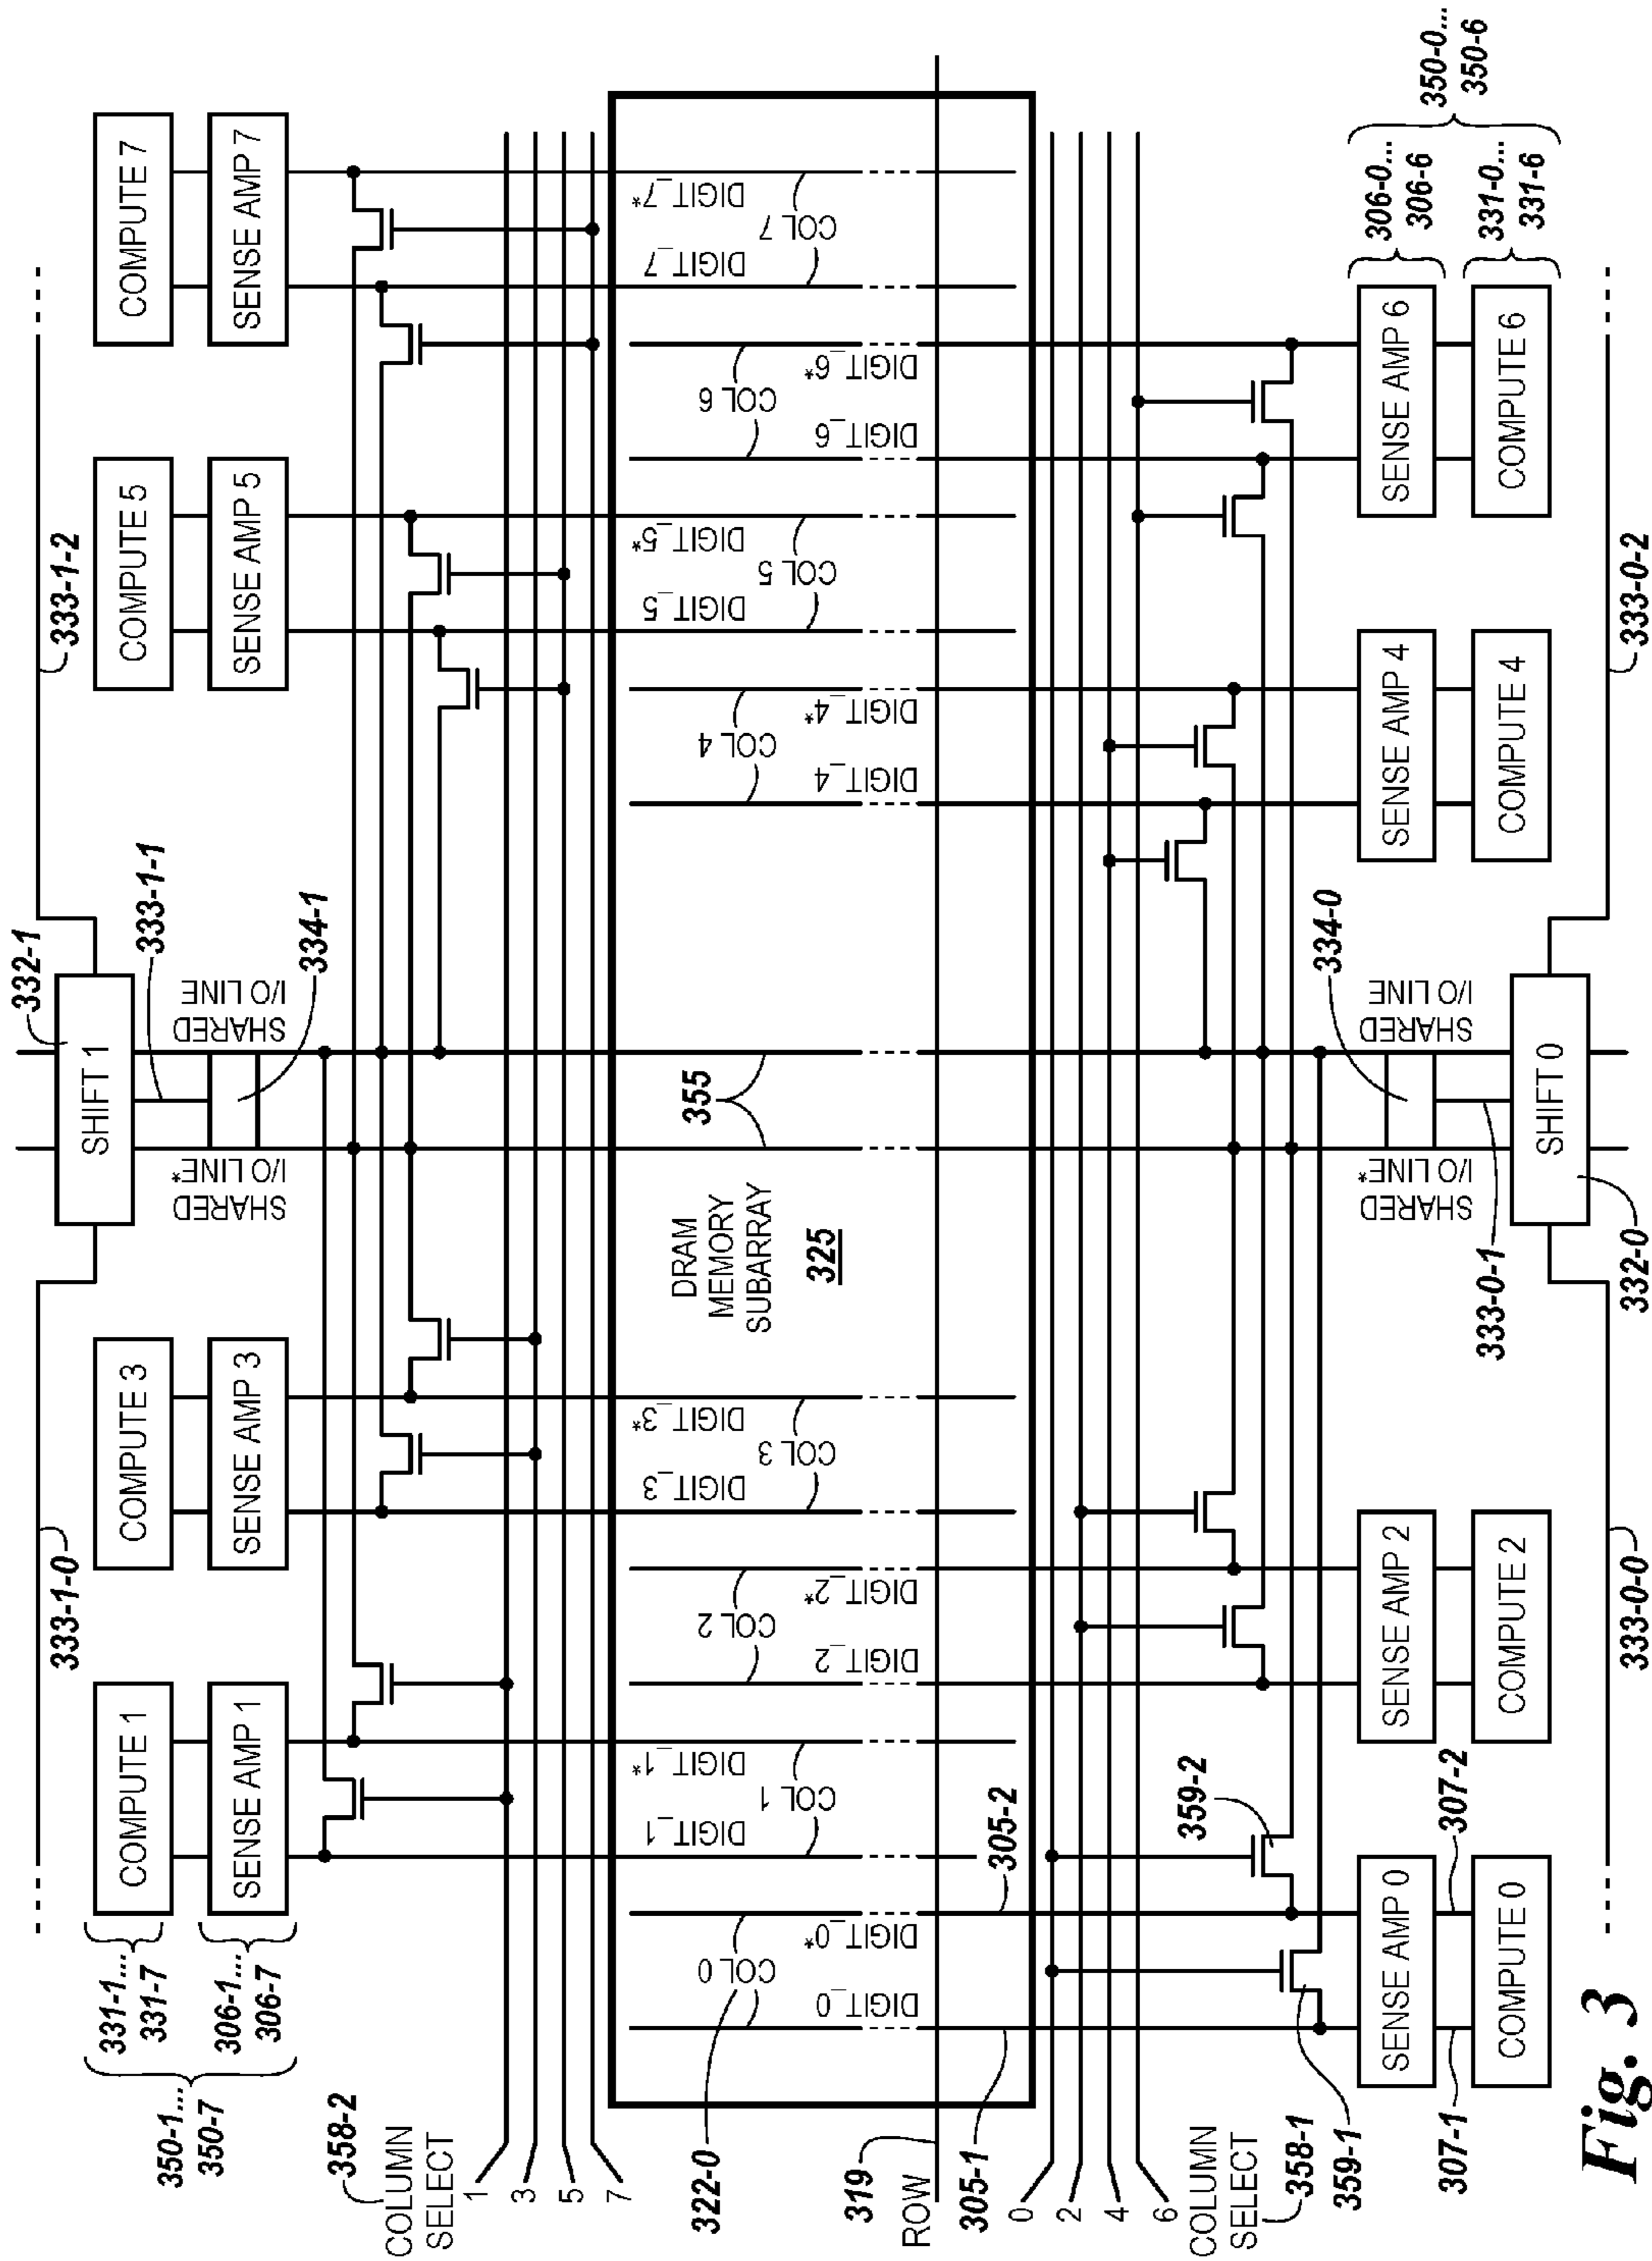 332-1
333-1-0
333-1-2
SHIFT 1
333-1-1
334-1
SHARED
I/O LINE*
SHARED
I/O LINE
COMPUTE 1
COMPUTE 3
COMPUTE 5
COMPUTE 7
SENSE AMP 1
SENSE AMP 3
SENSE AMP 5
SENSE AMP 7
331-1...
331-7
306-1...
306-7
350-1...
350-7
358-2
COLUMN
SELECT
1
3
5
7
DIGIT_1
COL 1
DIGIT_1*
DIGIT_3
COL 3
DIGIT_3*
DIGIT_5
COL 5
DIGIT_5*
DIGIT_7
COL 7
DIGIT_7*
DRAM
MEMORY
SUBARRAY
325
355
322-0
DIGIT_0
COL 0
DIGIT_0*
DIGIT_2
COL 2
DIGIT_2*
DIGIT_4
COL 4
DIGIT_4*
DIGIT_6
COL 6
DIGIT_6*
319
ROW
305-1
305-2
0
2
4
6
COLUMN
SELECT
358-1
359-1
359-2
307-1
307-2
SENSE AMP 0
SENSE AMP 2
SENSE AMP 4
SENSE AMP 6
COMPUTE 0
COMPUTE 2
COMPUTE 4
COMPUTE 6
306-0...
306-6
331-0...
331-6
350-0...
350-6
334-0
SHARED
I/O LINE*
SHARED
I/O LINE
333-0-1
SHIFT 0
332-0
333-0-0
333-0-2
Fig. 3